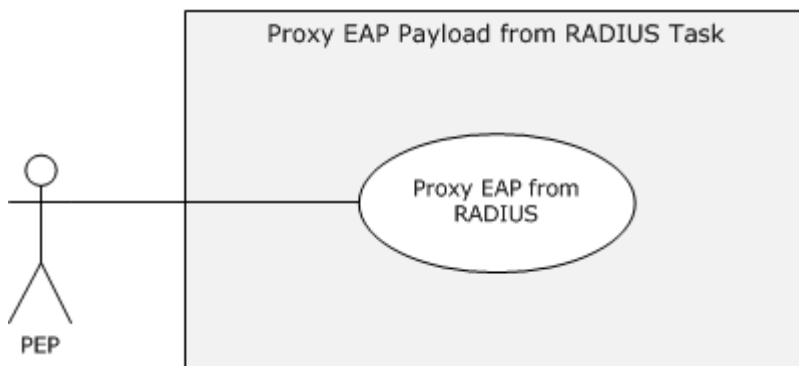 Proxy EAP Payload from RADIUS Task
Proxy EAP from
RADIUS
PEP